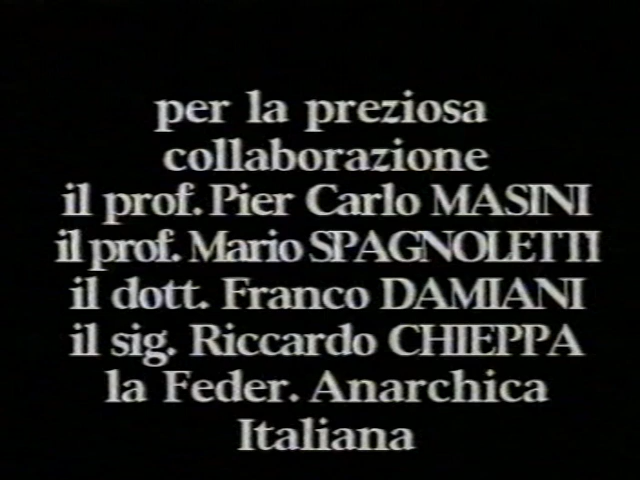 per la preziosa
collaborazione
il prof. Pier Carlo MASINI
il prof. Mario SPAGNOLETTI
il dott. Franco DAMIANI
il sig. Riccardo CHIEPPA
la Feder. Anarchica
Italiana